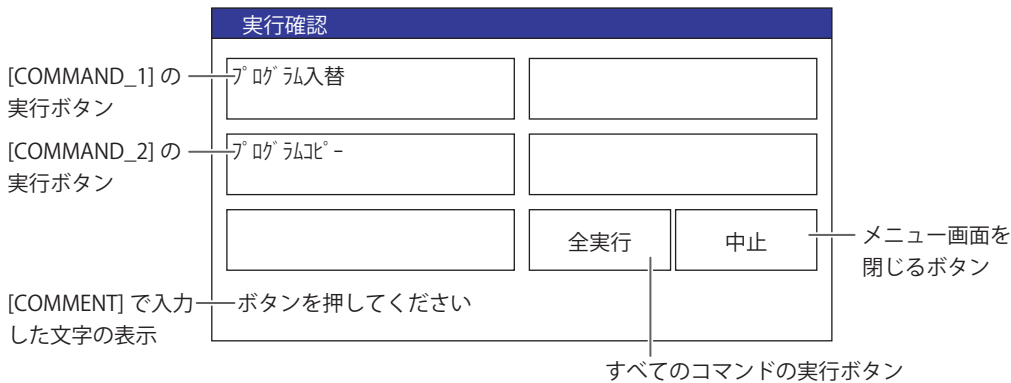 実行確認
[COMMAND_1] の
実行ボタン
ﾌﾟﾛｸﾞﾗﾑ入替
[COMMAND_2] の
実行ボタン
ﾌﾟﾛｸﾞﾗﾑｺﾋﾟｰ
全実行
中止
メニュー画面を
閉じるボタン
[COMMENT] で入力
した文字の表示
ボタンを押してください
すべてのコマンドの実行ボタン